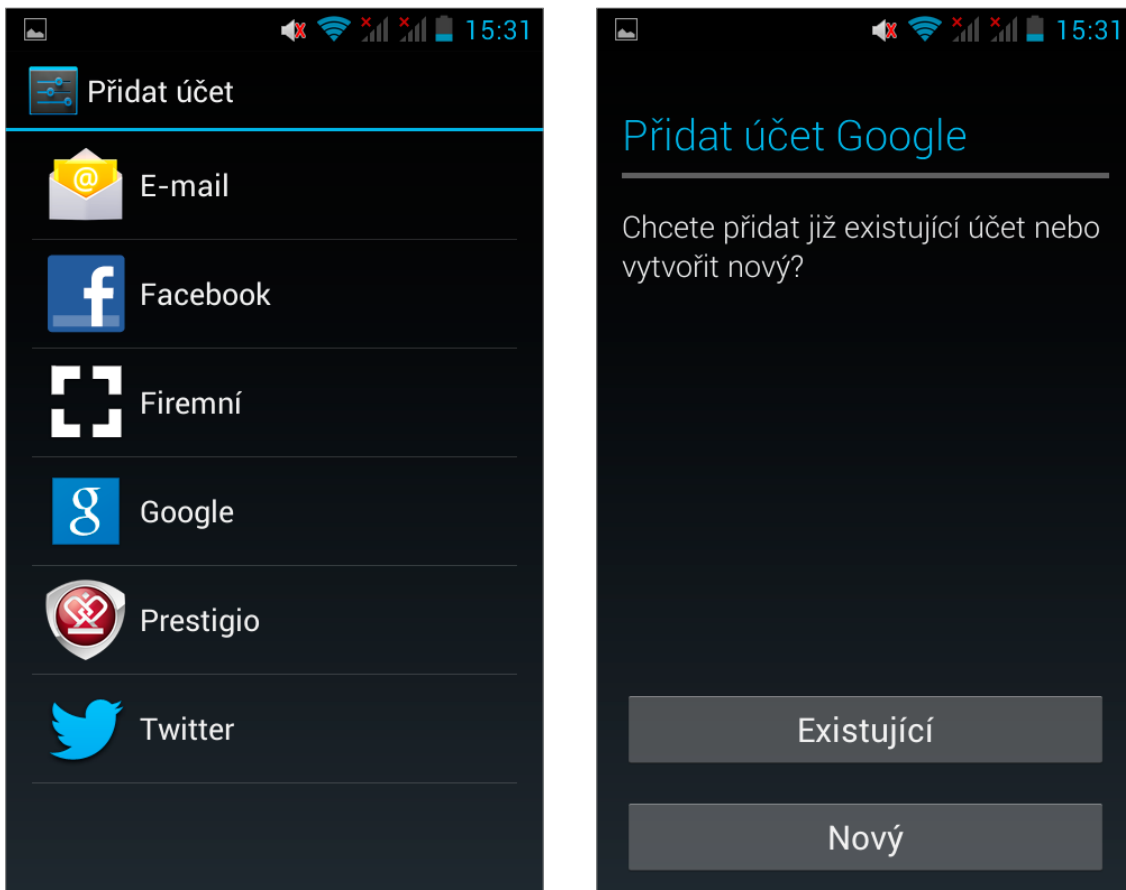 15:31
Přidat účet
@
E-mail
f
Facebook
Firemní
g
Google
Prestigio
Twitter
15:31
Přidat účet Google
Chcete přidat již existující účet nebo
vytvořit nový?
Existující
Nový